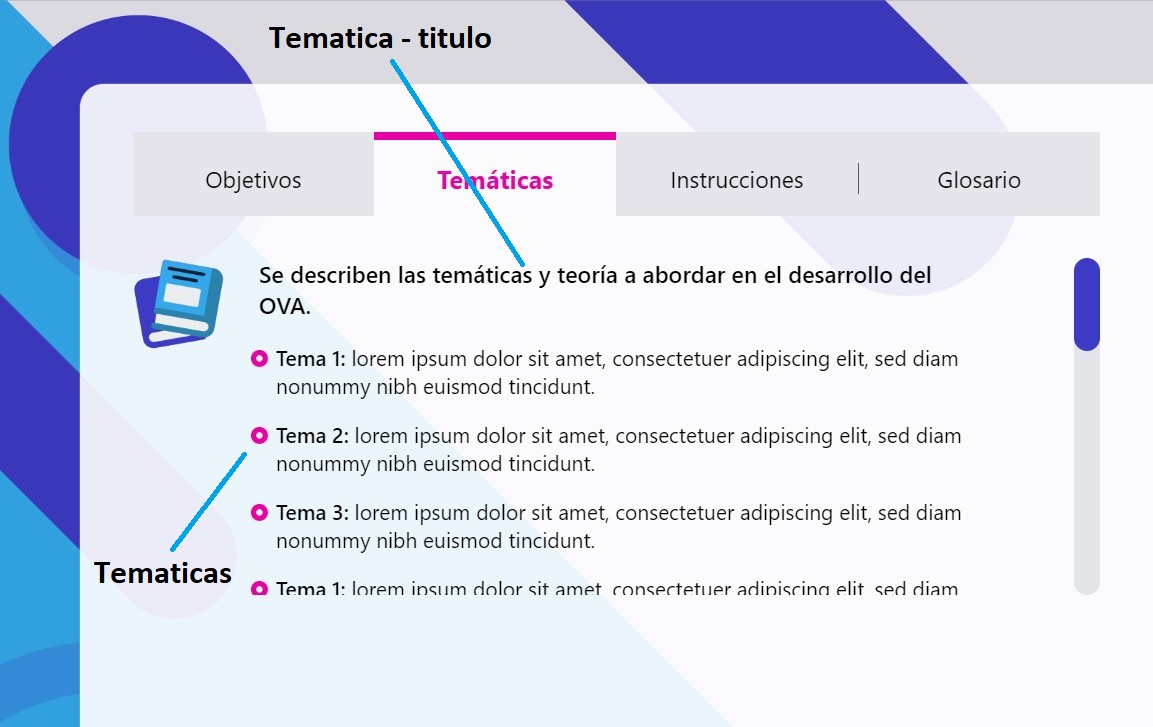 Tematica - titulo
Objetivos
Temáticas
Instrucciones
Glosario
Se describen las temáticas y teoría a abordar en el desarrollo del
OVA.
Tema 1: lorem ipsum dolor sit amet, consectetuer adipiscing elit, sed diam
nonummy nibh euismod tincidunt.
Tema 2: lorem ipsum dolor sit amet, consectetuer adipiscing elit, sed diam
nonummy nibh euismod tincidunt.
Tema 3: lorem ipsum dolor sit amet, consectetuer adipiscing elit, sed diam
nonummy nibh euismod tincidunt.
Tematicas
Tema 1: lorem ipsum dolor sit amet, consectetuer adipiscing elit, sed diam